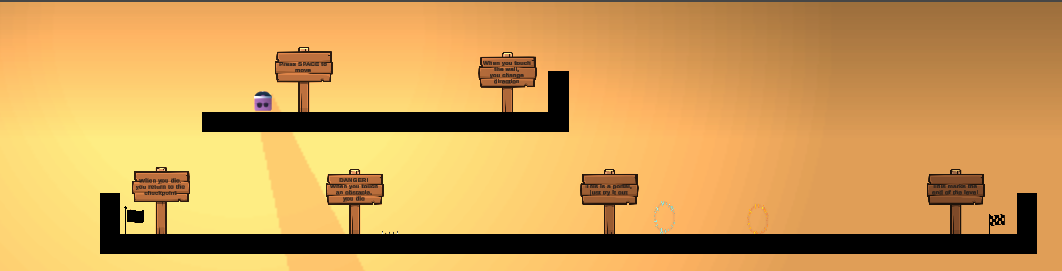 Press SPACE to
move
When you touch
the wall,
you change
direction
When you die,
you return to the
checkpoint
DANGER!
When you touch
an obstacle,
you die
This is a portal,
just try it out
This marks the
end of the level